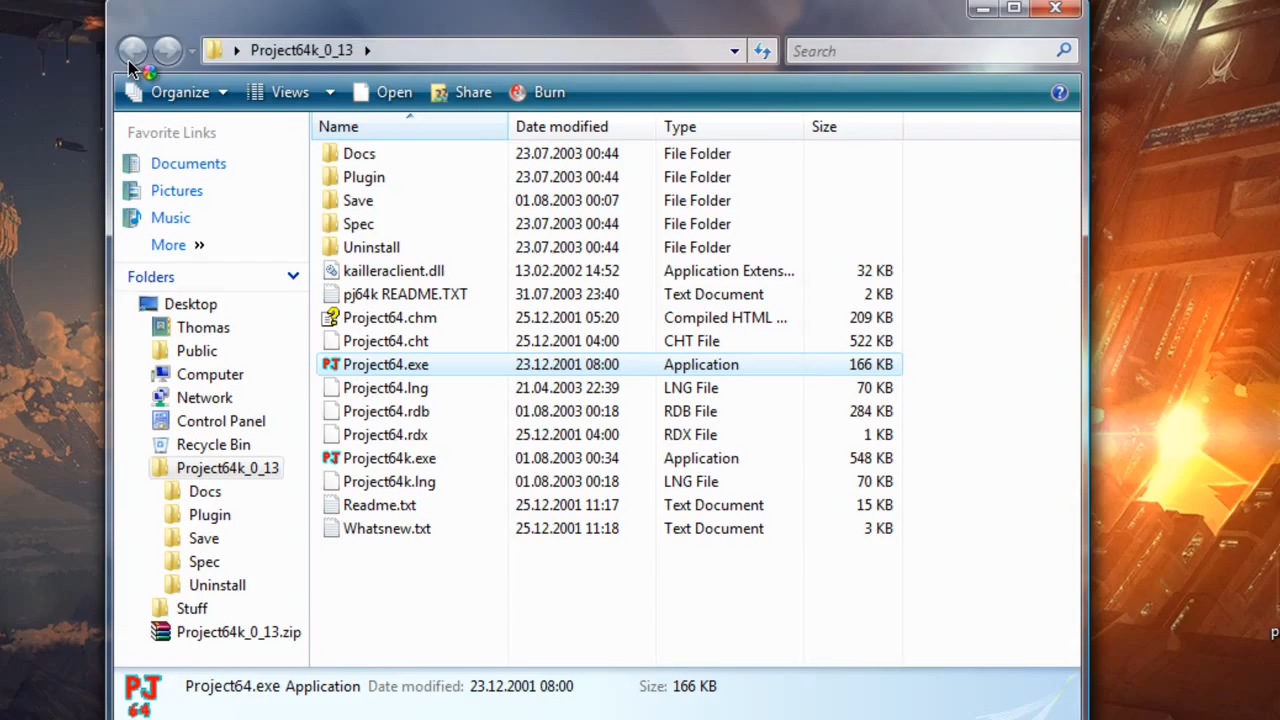 Project64k_0_13
Search
Organize Views Open Share Burn
Favorite Links
Documents
Pictures
Music
More »
Folders
Desktop
Thomas
Public
Computer
Network
Control Panel
Recycle Bin
Project64k_0_13
Docs
Plugin
Save
Spec
Uninstall
Stuff
Project64k_0_13.zip
Name Date modified Type Size
Docs 23.07.2003 00:44 File Folder
Plugin 23.07.2003 00:44 File Folder
Save 01.08.2003 00:07 File Folder
Spec 23.07.2003 00:44 File Folder
Uninstall 23.07.2003 00:44 File Folder
kailleraclient.dll 13.02.2002 14:52 Application Extens... 32 KB
pj64k README.TXT 31.07.2003 23:40 Text Document 2 KB
Project64.chm 25.12.2001 05:20 Compiled HTML ... 209 KB
Project64.cht 25.12.2001 04:00 CHT File 522 KB
Project64.exe 23.12.2001 08:00 Application 166 KB
Project64.lng 21.04.2003 22:39 LNG File 70 KB
Project64.rdb 01.08.2003 00:18 RDB File 284 KB
Project64.rdx 25.12.2001 04:00 RDX File 1 KB
Project64k.exe 01.08.2003 00:34 Application 548 KB
Project64k.lng 01.08.2003 00:18 LNG File 70 KB
Readme.txt 25.12.2001 11:17 Text Document 15 KB
Whatsnew.txt 25.12.2001 11:18 Text Document 3 KB
PJ
64
Project64.exe Application Date modified: 23.12.2001 08:00 Size: 166 KB